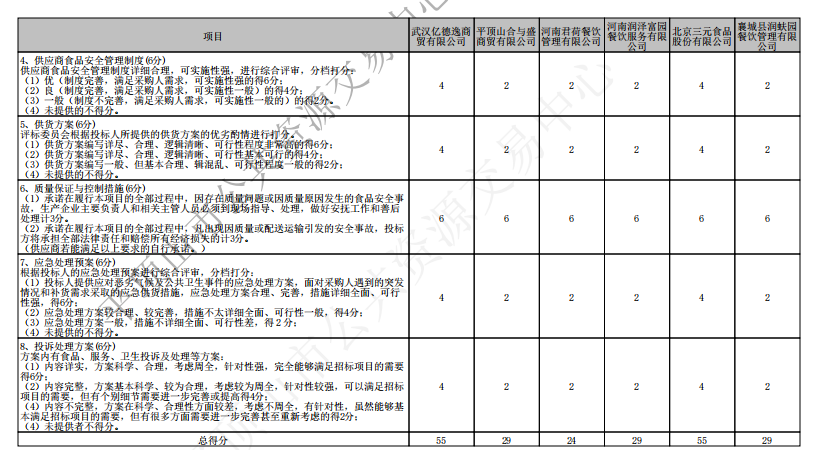 项目 武汉亿德逸商贸有限公司 平顶山合与盛商贸有限公司 河南君荷餐饮管理有限公司 河南润泽富园餐饮服务有限公司 北京三元食品股份有限公司 襄城县润蚨园餐饮管理有限公司
4、供应商食品安全管理制度(6分)
供应商食品安全管理制度详细合理，可实施性强，进行综合评审，分档打分：
（1）优（制度完善，满足采购人需求，可实施性强的得6分；
（2）良（制度完善，满足采购人需求，可实施性一般）的得4分；
（3）一般（制度不完善，满足采购人需求，可实施性一般的）的得2分。
（4）未提供的不得分。
4 2 2 2 4 2
5、供货方案(6分)
评标委员会根据投标人所提供的供货方案的优劣酌情进行打分。
（1）供货方案编写详尽、合理、逻辑清晰、可行性程度非常高的得6分；
（2）供货方案编写详尽、合理、逻辑清晰、可行性基本可行的得4分；
（3）供货方案编写一般、但基本合理、辑混乱、可行性程度一般的得2分；
（4）未提供的不得分。
4 2 2 2 4 2
6、质量保证与控制措施(6分)
（1）承诺在履行本项目的全部过程中，因存在质量问题或因质量原因发生的食品安全事
故，生产企业主要负责人和相关主管人员必须到现场指导、处理，做好安抚工作和善后
处理计3分。
（2）承诺在履行本项目的全部过程中，凡出现因质量或配送运输引发的安全事故，投标
方将承担全部法律责任和赔偿所有经济损失的计3分。
（供应商若能满足以上要求的自行承诺。）
6 6 6 6 6 6
7、应急处理预案(6分)
根据投标人的应急处理预案进行综合评审，分档打分：
（1）投标人提供应对恶劣气候及公共卫生事件的应急处理方案，面对采购人遇到的突发
情况和补货需求采取的应急供货措施，应急处理方案合理、完善，措施详细全面、可行
性强，得6分；
（2）应急处理方案较合理、较完善，措施不太详细全面、可行性一般，得4分；
（3）应急处理方案一般，措施不详细全面、可行性差，得２分；
（4）未提供的不得分。
4 2 2 2 4 2
8、投诉处理方案(6分)
方案内有食品、服务、卫生投诉及处理等方案：
（1）内容详实，方案科学、合理，考虑周全，针对性强，完全能够满足招标项目的需要
得6分；
（2）内容完整，方案基本科学、较为合理，考虑较为周全，针对性较强，可以满足招标
项目的需要，但有个别细节需要进一步完善或提高得4分；
（4）内容不完整，方案在科学、合理性方面较差，考虑不周全，有针对性，虽然能够基
本满足招标项目的需要，但有很多方面需要进一步完善甚至重新考虑的得2分；
（4）未提供者不得分。
4 2 2 2 4 2
总得分 55 29 24 29 55 29